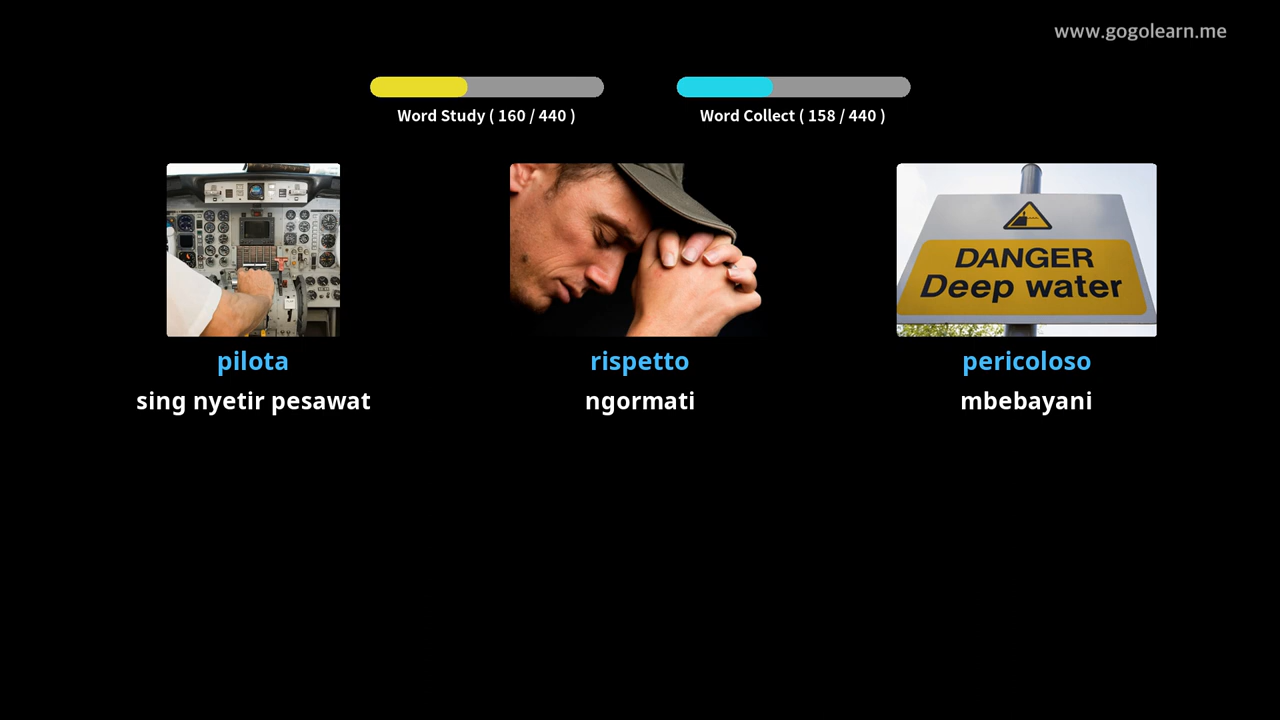 www.gogolearn.me
Word Study ( 160 / 440 )
Word Collect ( 158 / 440 )
DANGER
Deep water
pilota
rispetto
pericoloso
sing nyetir pesawat
ngormati
mbebayani